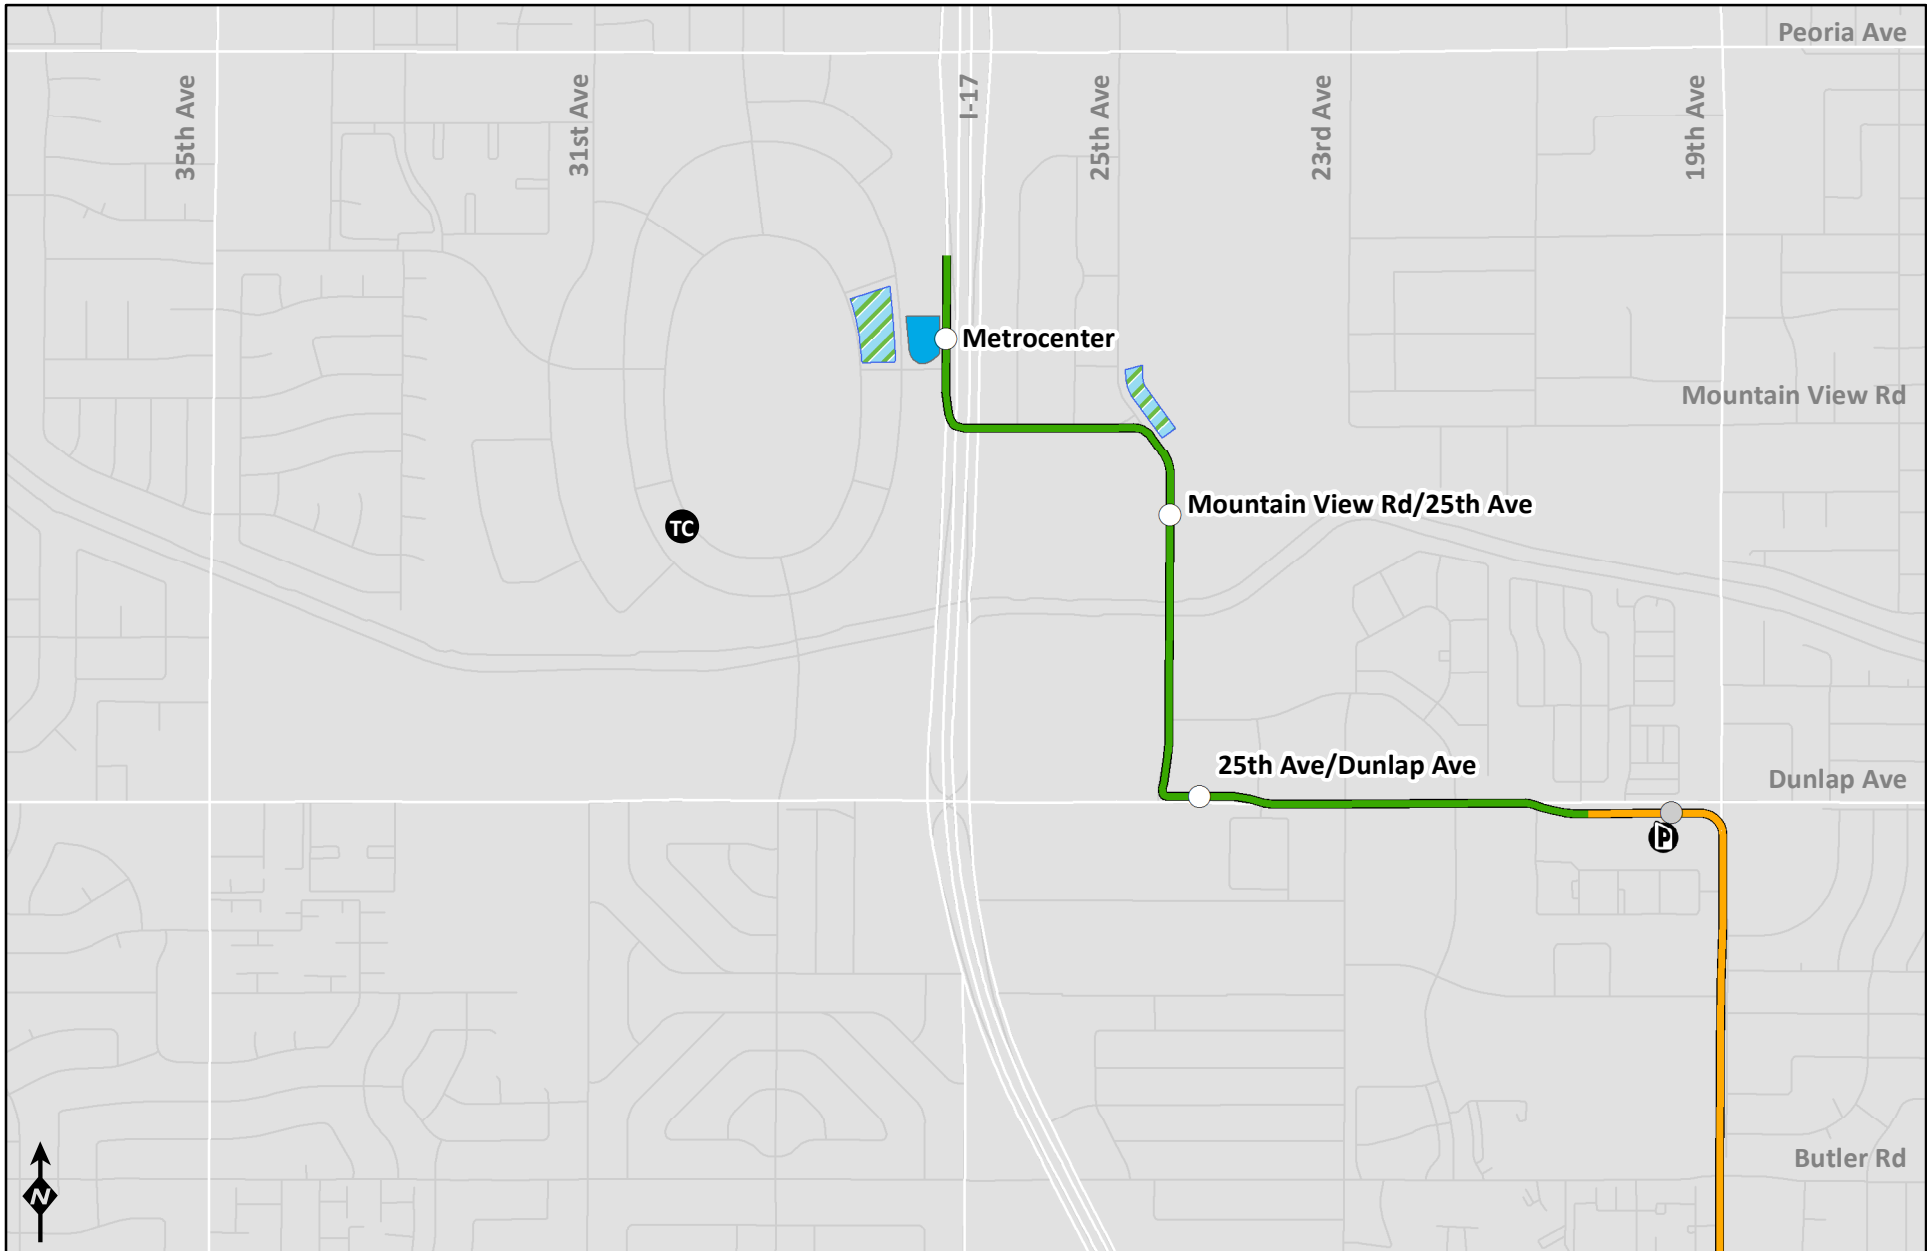 Peoria Ave
35th Ave
31st Ave
I-17
25th Ave
23rd Ave
19th Ave
Metrocenter
Mountain View Rd
Mountain View Rd/25th Ave
TC
25th Ave/Dunlap Ave
Dunlap Ave
P
Butler Rd
N